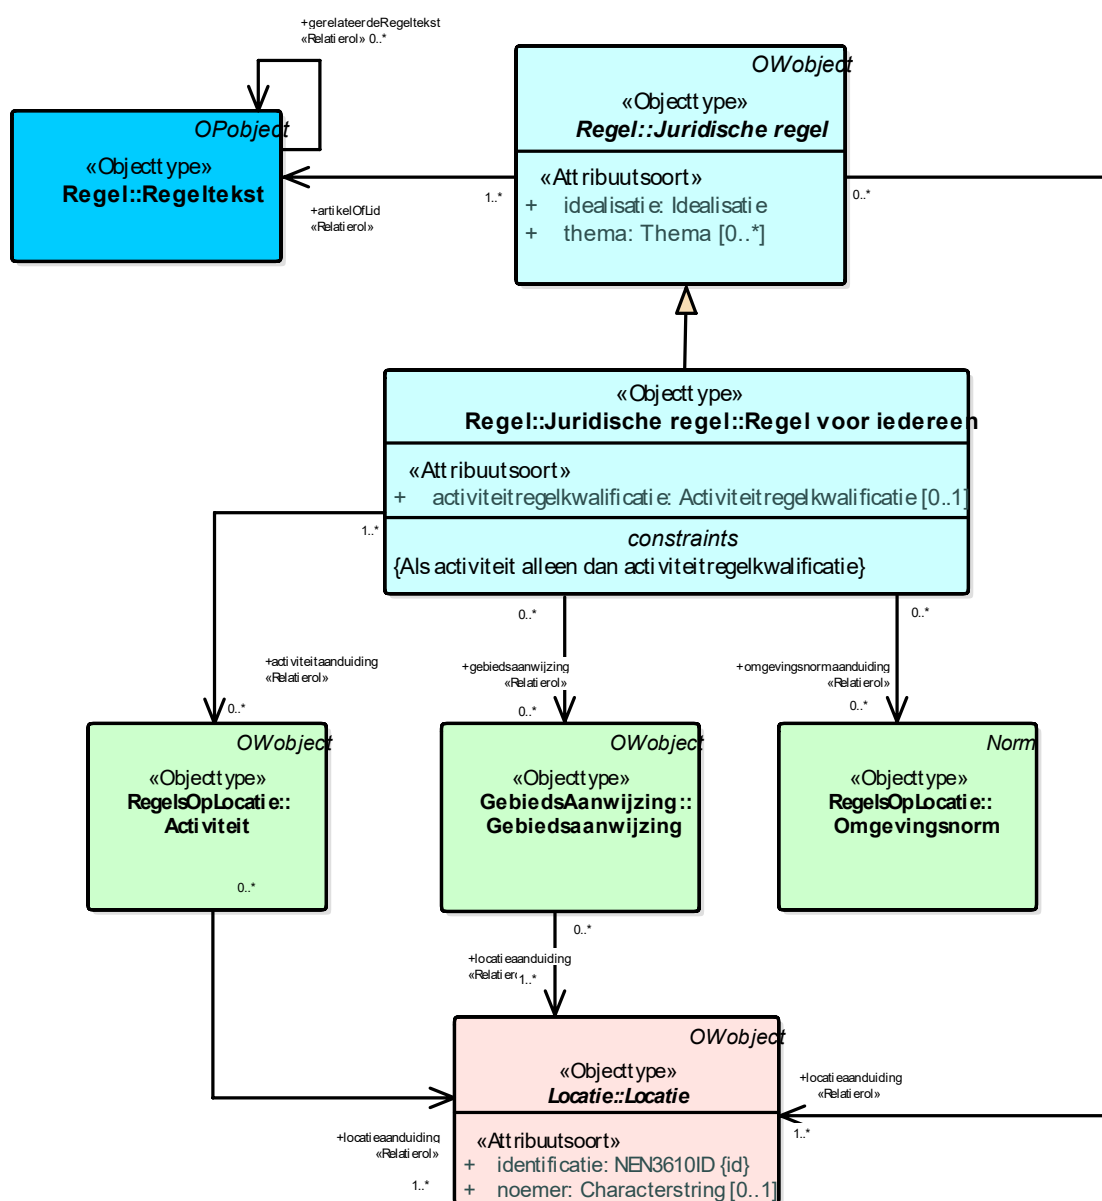 +gerelateerdeRegeltekst
«Relatierol» 0..*
OWobject
«Objecttype»
Regel::Juridische regel
«Attribuutsoort»
+ idealisatie: Idealisatie
+ thema: Thema [0..*]
OPobject
«Objecttype»
Regel::Regeltekst
1..*
0..*
+artikelOfLid
«Relatierol»
«Objecttype»
Regel::Juridische regel::Regel voor iedereen
«Attribuutsoort»
+ activiteitregelkwalificatie: Activiteitregelkwalificatie [0..1]
constraints
{Als activiteit alleen dan activiteitregelkwalificatie}
1..*
0..*
0..*
+activiteitaanduiding
«Relatierol»
0..*
+gebiedsaanwijzing
«Relatierol»
0..*
+omgevingsnormaanduiding
«Relatierol»
0..*
OWobject
«Objecttype»
RegelsOpLocatie::
Activiteit
0..*
OWobject
«Objecttype»
GebiedsAanwijzing::
Gebiedsaanwijzing
Norm
«Objecttype»
RegelsOpLocatie::
Omgevingsnorm
0..*
+locatieaanduiding
«Relatierol
1..*
OWobject
«Objecttype»
Locatie::Locatie
«Attribuutsoort»
+ identificatie: NEN3610ID {id}
+ noemer: Characterstring [0..1]
+locatieaanduiding
«Relatierol»
1..*
+locatieaanduiding
«Relatierol»
1..*